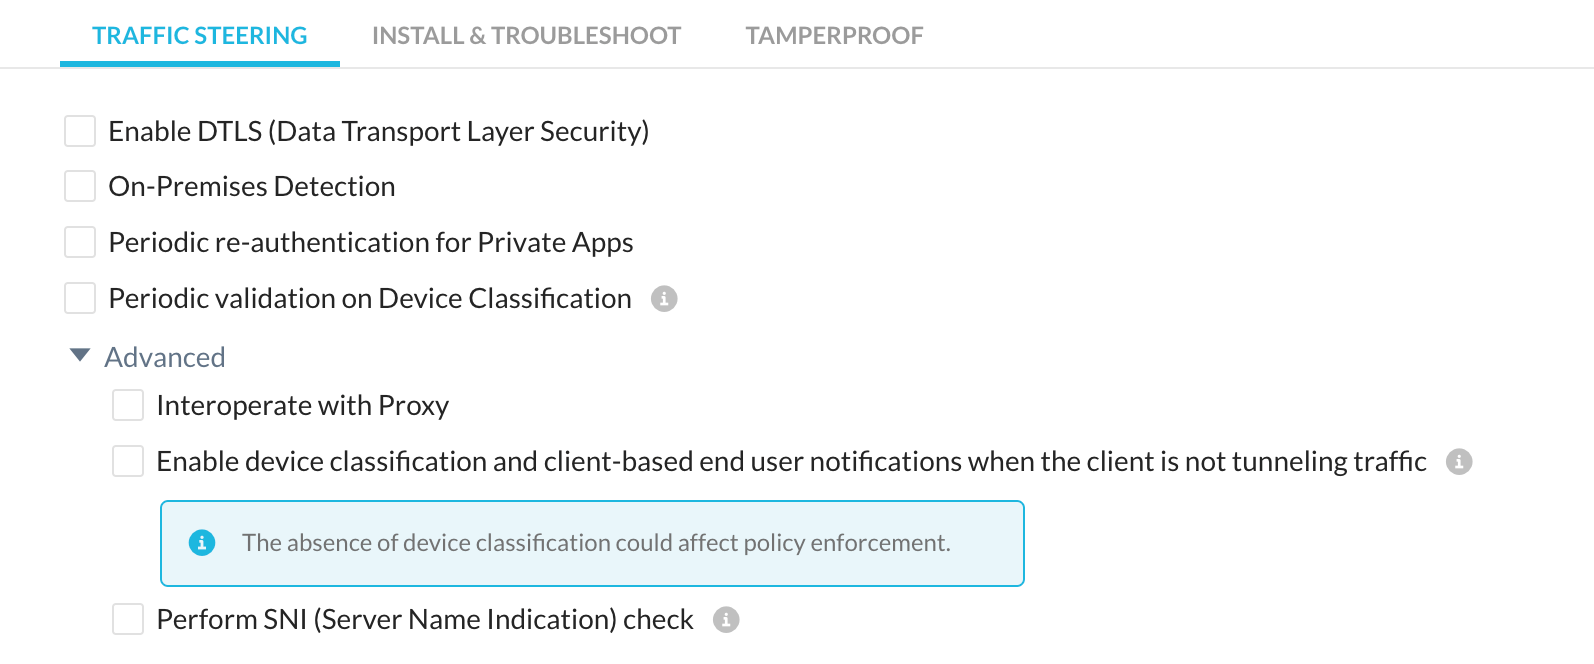 TRAFFIC STEERING INSTALL & TROUBLESHOOT TAMPERPROOF
Enable DTLS (Data Transport Layer Security)
On-Premises Detection
Periodic re-authentication for Private Apps
Periodic validation on Device Classification
Advanced
Interoperate with Proxy
Enable device classification and client-based end user notifications when the client is not tunneling traffic
The absence of device classification could affect policy enforcement.
Perform SNI (Server Name Indication) check